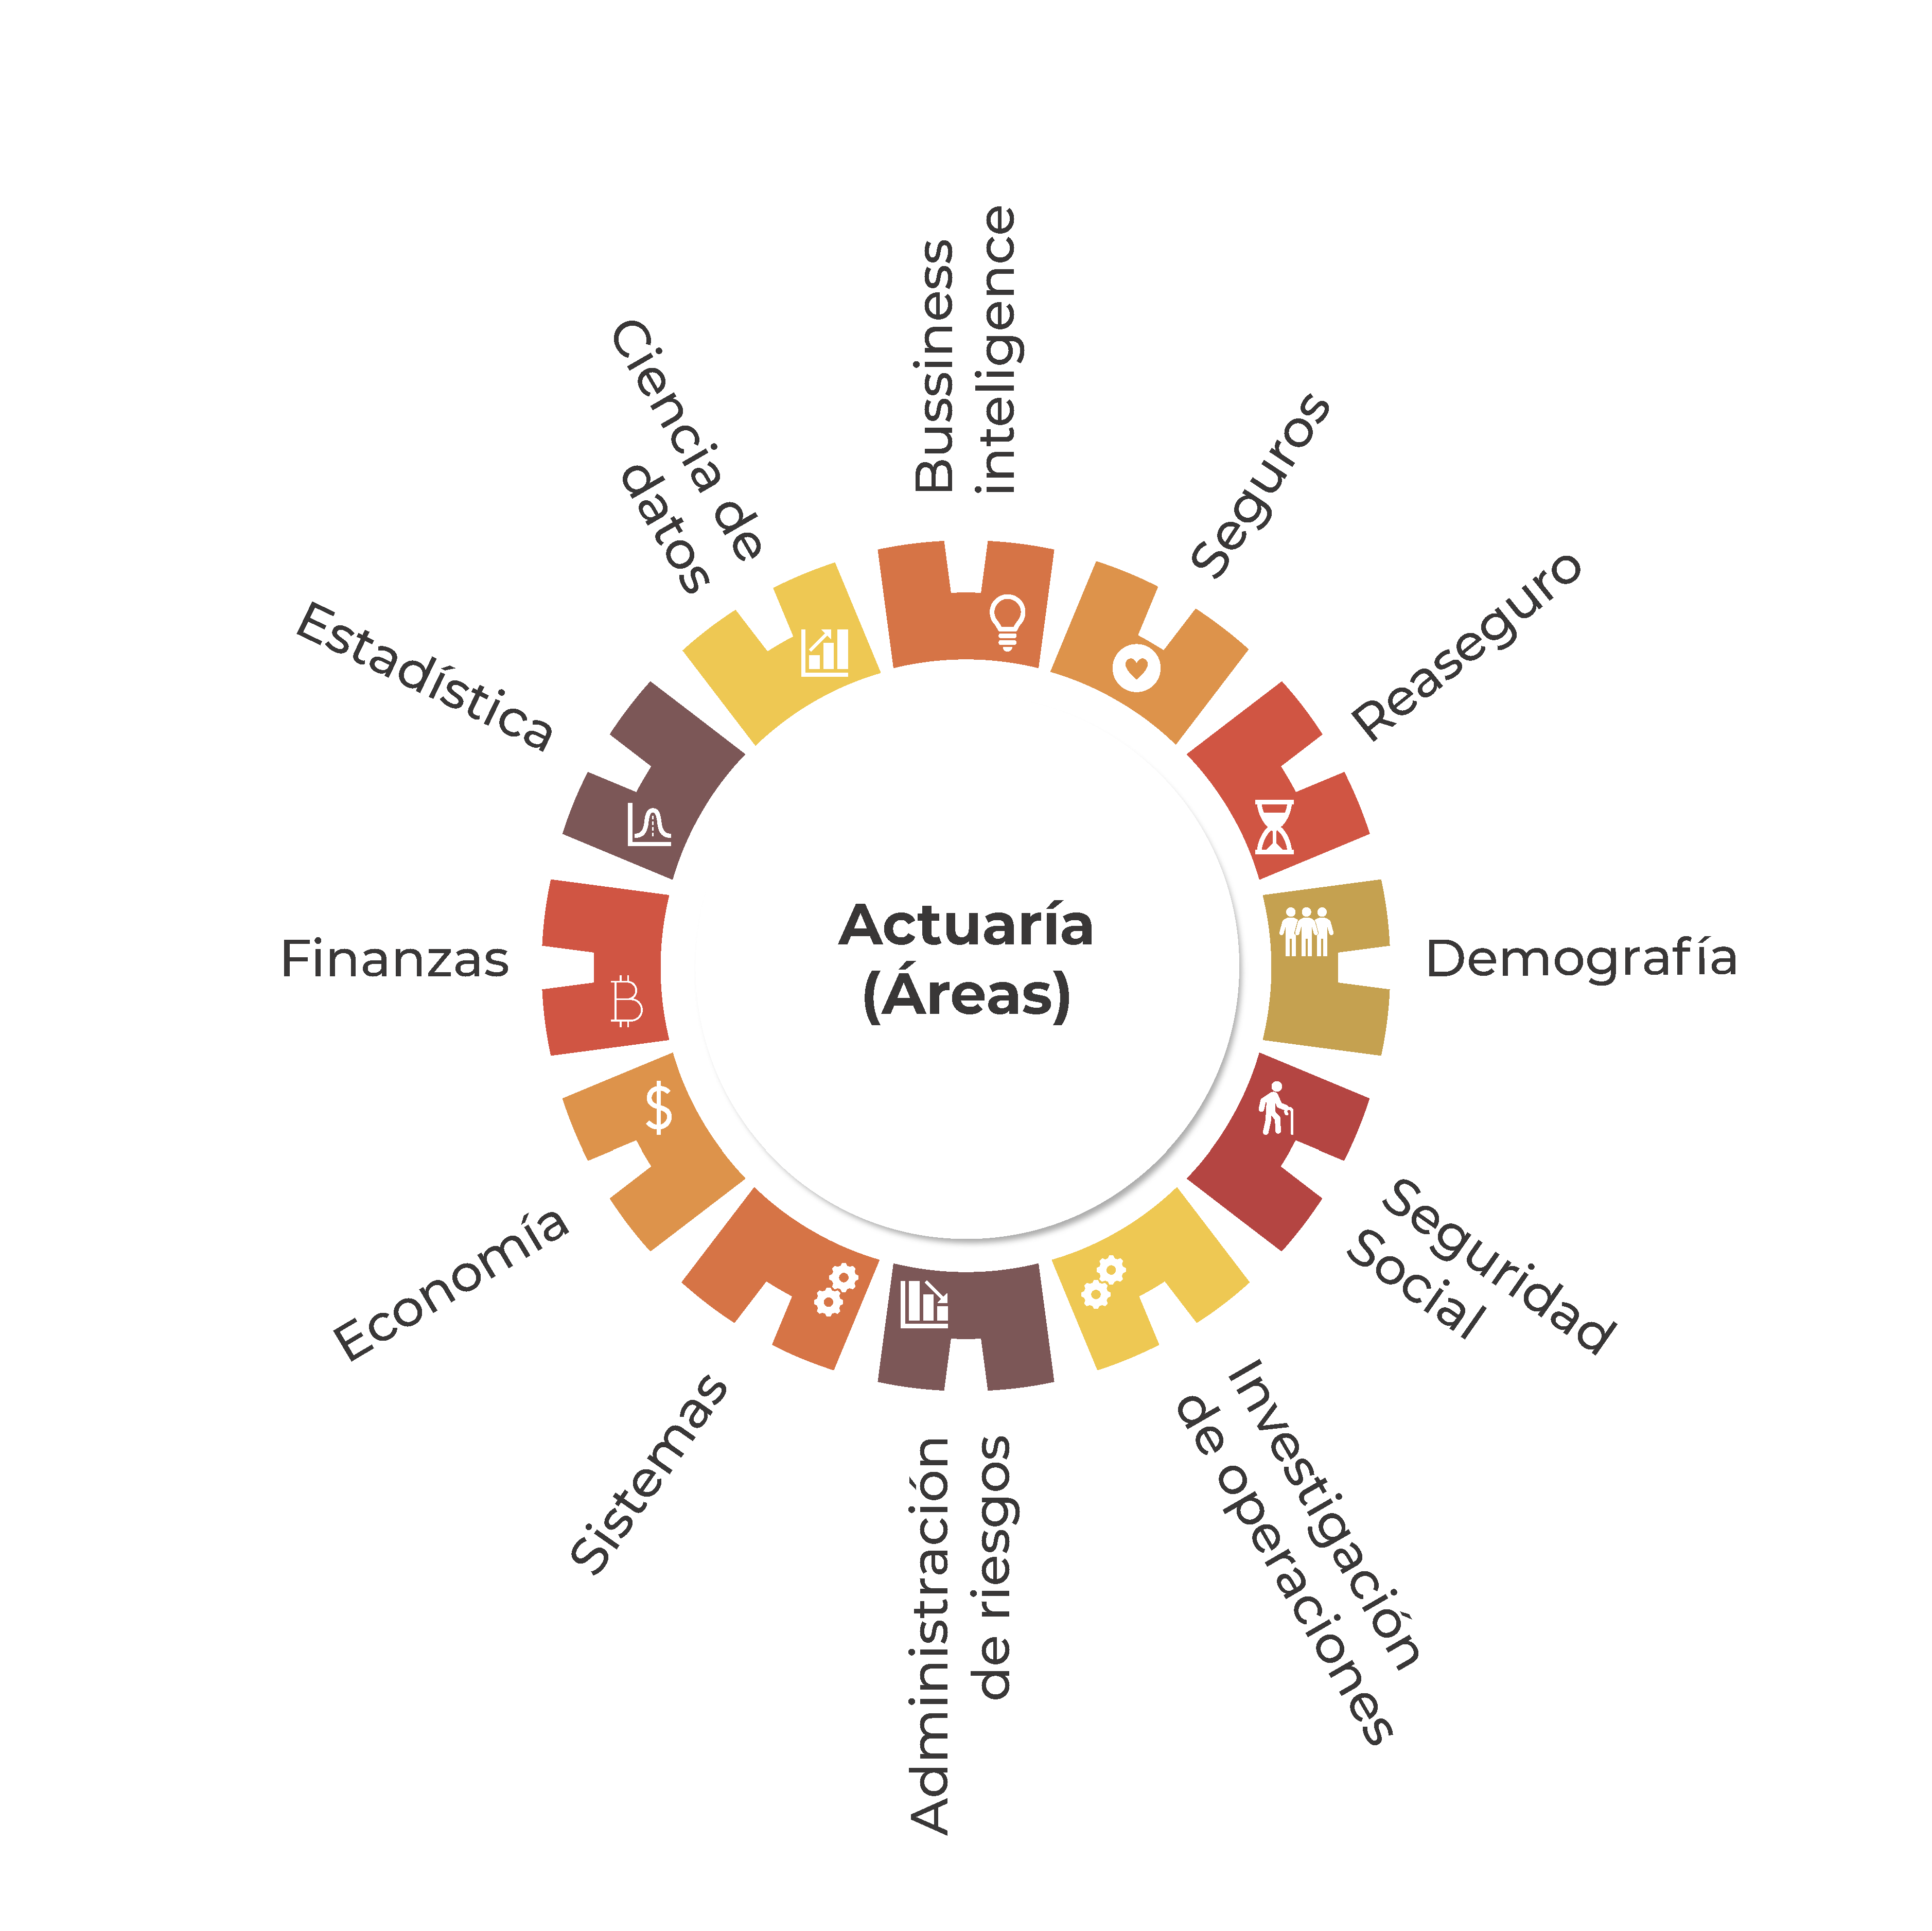 Actuaría
(Áreas)
Bussiness
inteligence
Seguros
Reaseguro
Demografía
Seguridad
Social
Investigación
de operaciones
Administración
de riesgos
Sistemas
Economía
Finanzas
Estadística
Ciencia de
datos